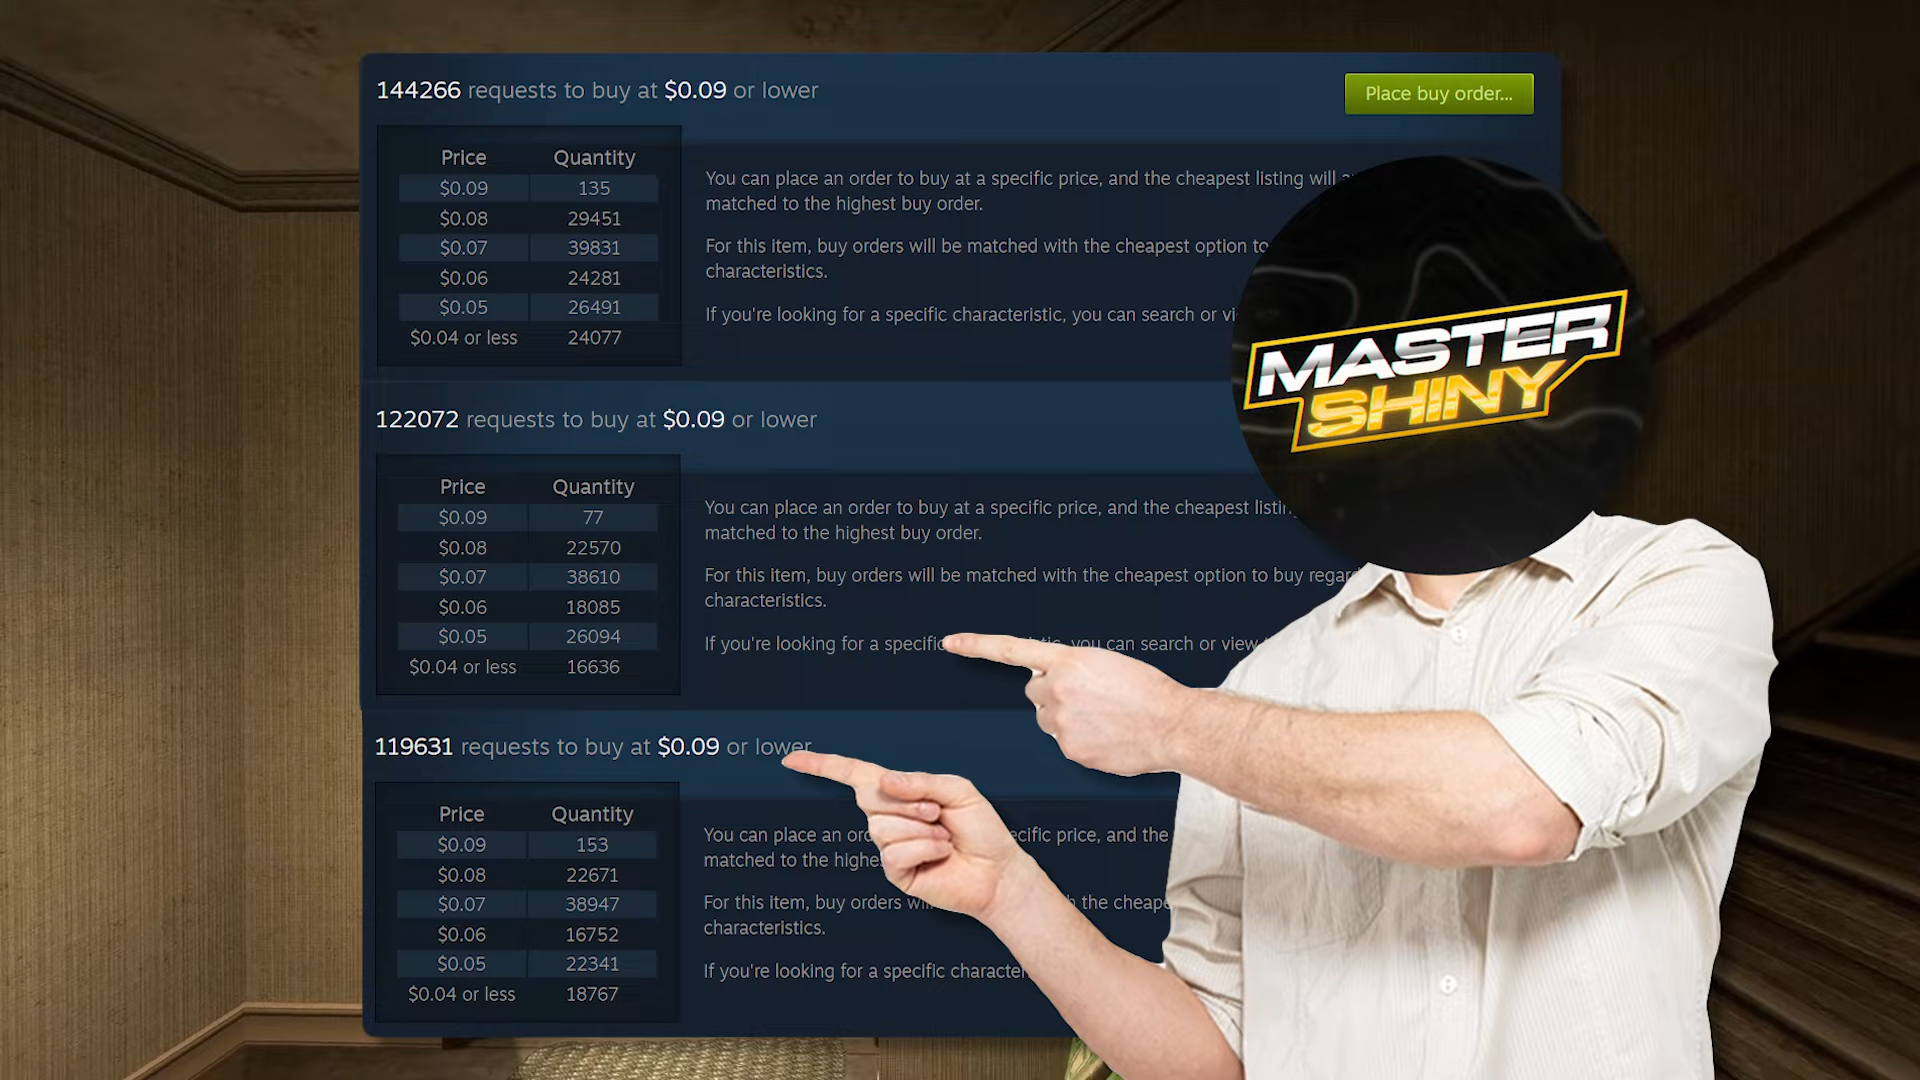 144266 requests to buy at $0.09 or lower
Place buy order...
Price Quantity
$0.09 135
$0.08 29451
$0.07 39831
$0.06 24281
$0.05 26491
$0.04 or less 24077
You can place an order to buy at a specific price, and the cheapest listing will
matched to the highest buy order.
For this item, buy orders will be matched with the cheapest option to
characteristics.
If you're looking for a specific characteristic, you can search or
MASTER
SHINY
122072 requests to buy at $0.09 or lower
Price Quantity
$0.09 77
$0.08 22570
$0.07 38610
$0.06 18085
$0.05 26094
$0.04 or less 16636
You can place an order to buy at a specific price, and the cheapest
matched to the highest buy order.
For this item, buy orders will be matched with the cheapest option to buy
characteristics.
If you're looking for a specific you can search or view
119631 requests to buy at $0.09 or lower
Price Quantity
$0.09 153
$0.08 22671
$0.07 38947
$0.06 16752
$0.05 22341
$0.04 or less 18767
You can place an price, and the
matched to the
For this item, buy orders the
characteristics.
If you're looking for a specific